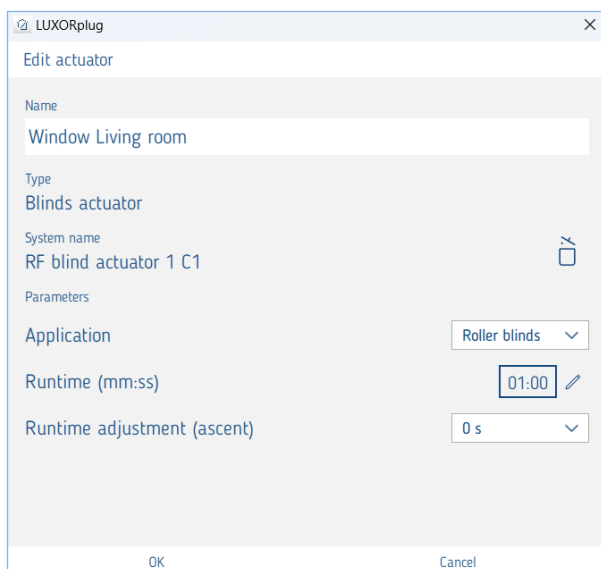 LUXORplug
Edit actuator
Name
Window Living room
Type
Blinds actuator
System name
RF blind actuator 1 C1
Parameters
Application Roller blinds
Runtime (mm:ss) 01:00
Runtime adjustment (ascent) 0 s
OK Cancel